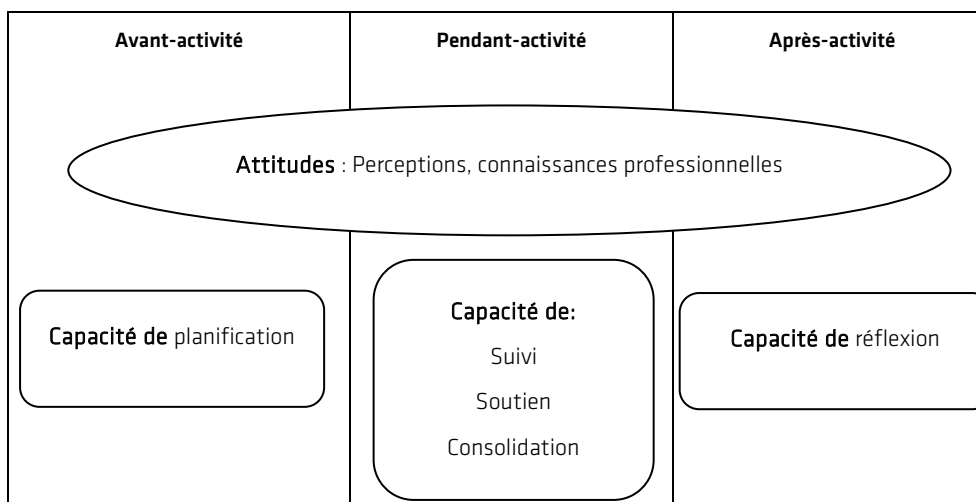 Avant-activité
Pendant-activité
Après-activité
Attitudes : Perceptions, connaissances professionnelles
Capacité de planification
Capacité de:
Suivi
Soutien
Consolidation
Capacité de réflexion